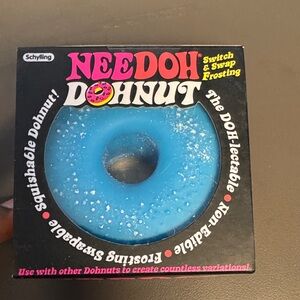 Schylling
NEEDOH®
DOHNUT
Switch
& Swap
Frosting
Squishable Dohnut!
The DOH-lectable
Non-Edible
Frosting Swapable
Use with other Dohnuts to create countless variations!